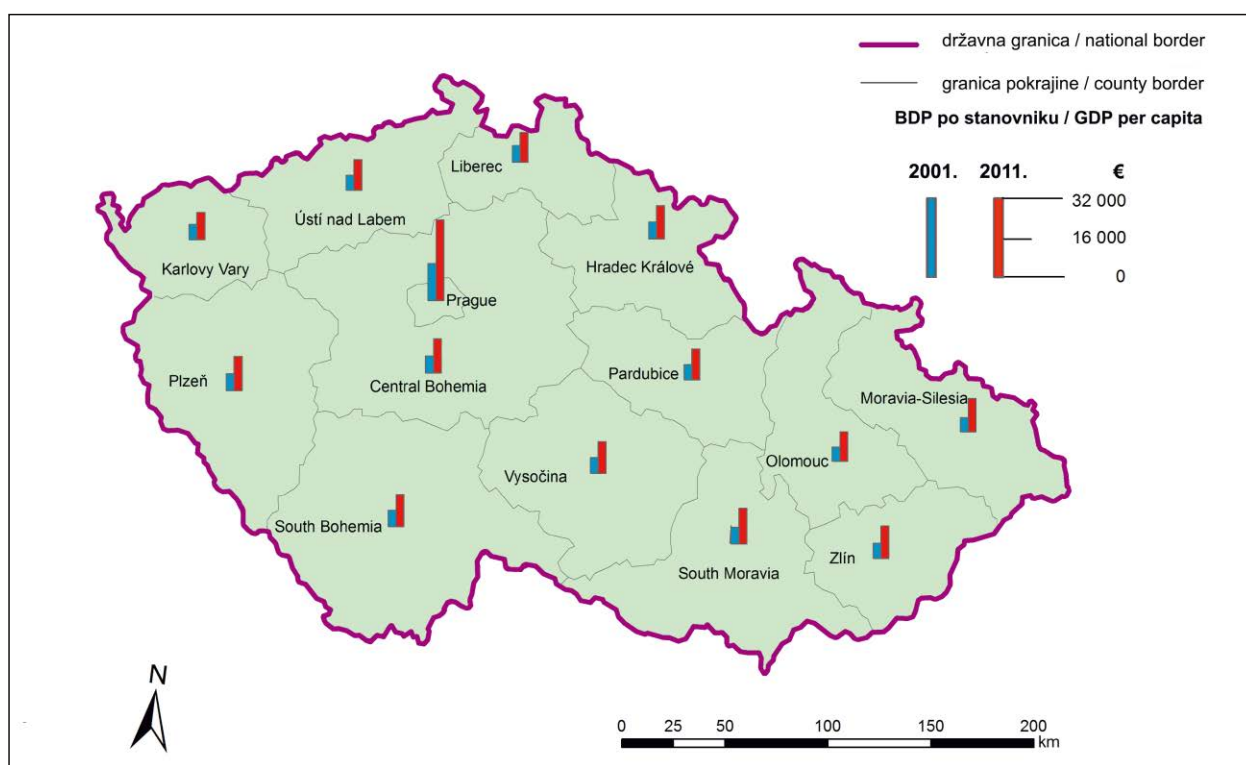 državna granica / national border
granica pokrajine / county border
BDP po stanovniku / GDP per capita
2001. 2011. €
32 000
16 000
0
Liberec
Ústí nad Labem
Karlovy Vary
Hradec Králové
Prague
Plzeň
Central Bohemia
Pardubice
Moravia-Silesia
Olomouc
Vysočina
South Bohemia
Zlín
South Moravia
N
0 25 50 100 150 200
km